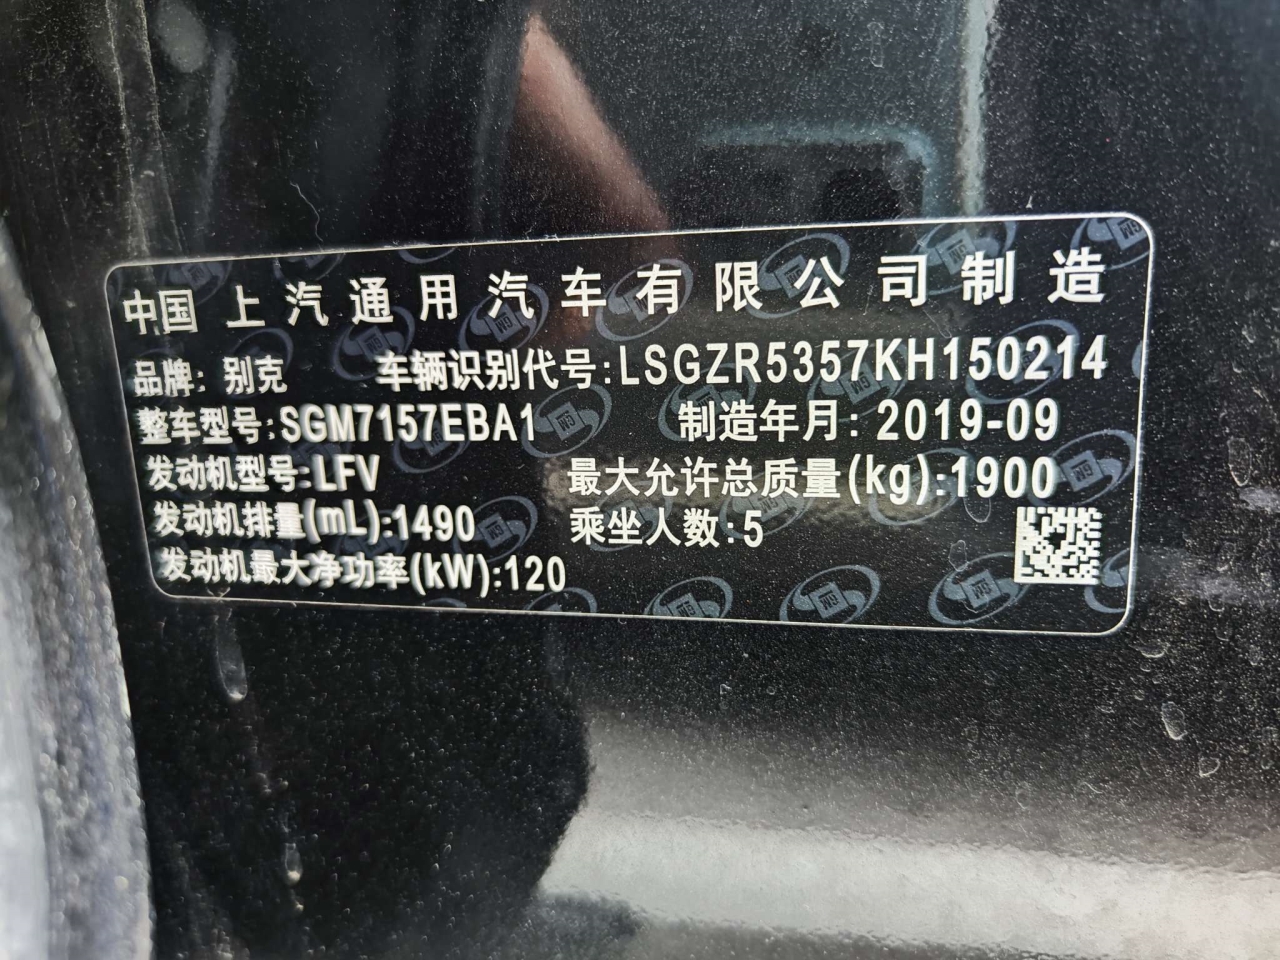 中国上汽通用汽车有限公司制造
品牌：别克 车辆识别代号:LSGZR5357KH150214
整车型号:SGM7157EBA1 制造年月：2019-09
发动机型号:LFV 最大允许总质量(kg):1900
发动机排量(mL):1490 乘坐人数:5
发动机最大净功率(kW):120